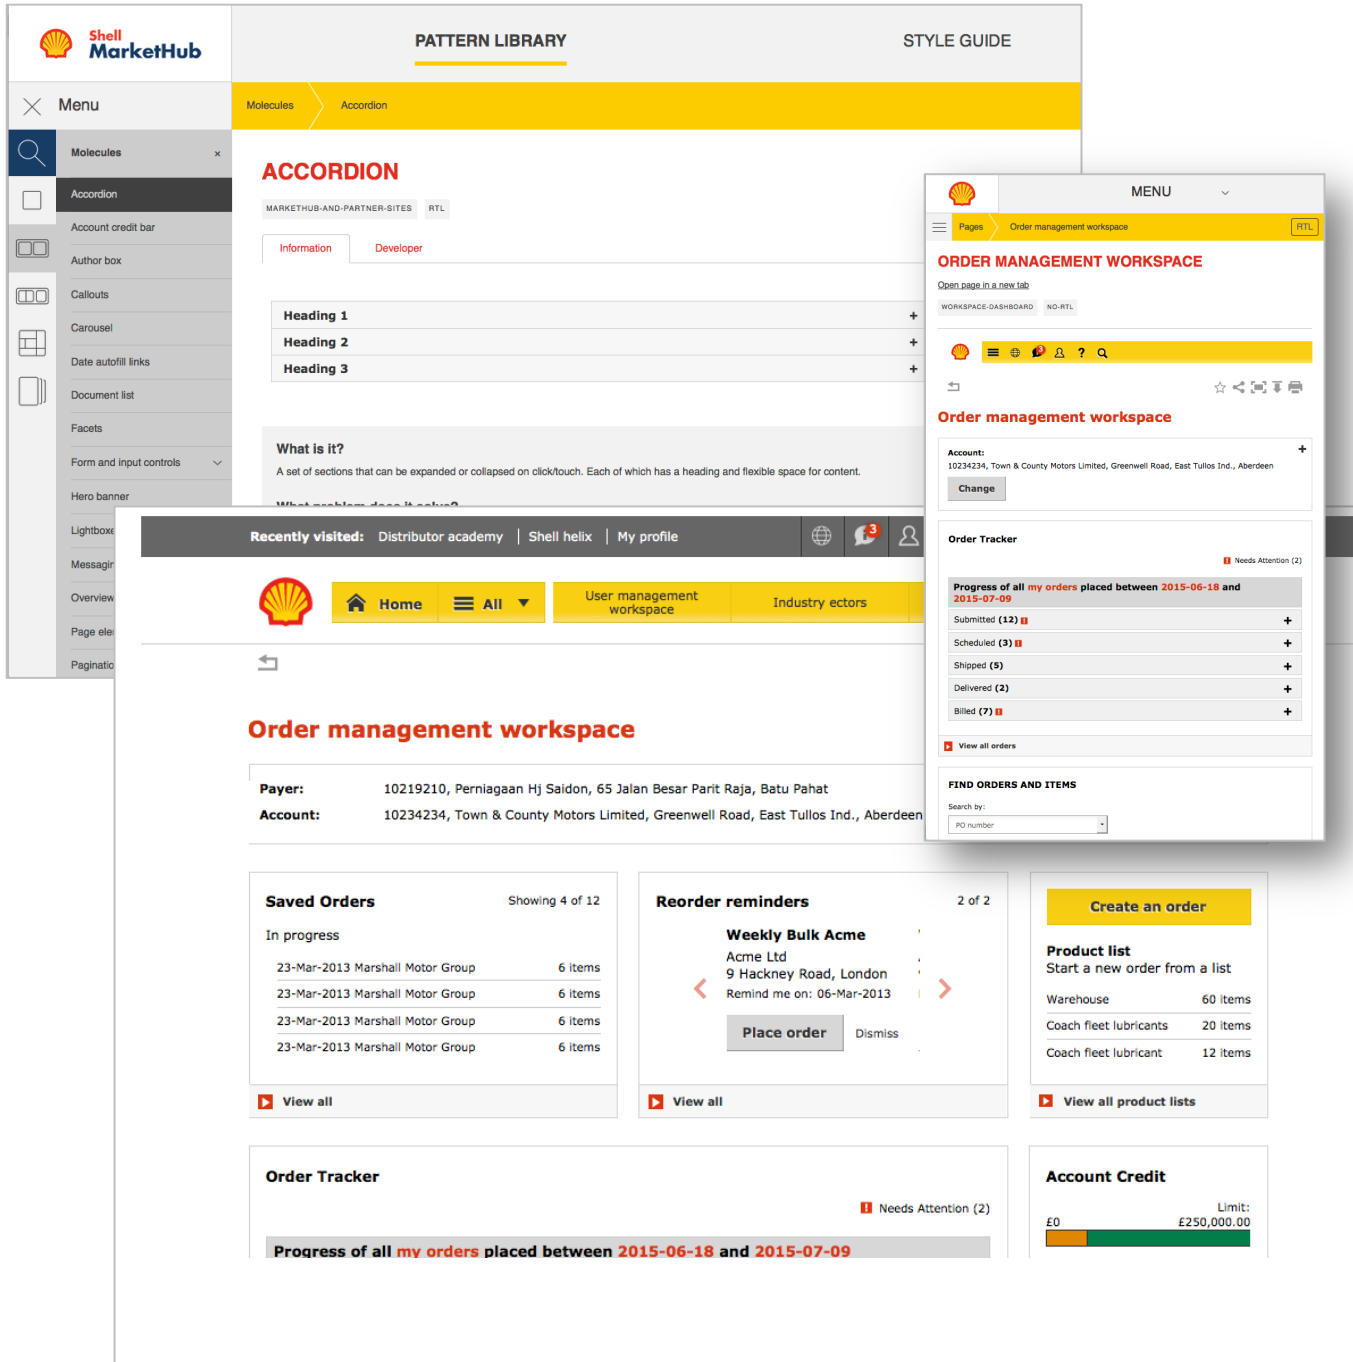 Shell
MarketHub
PATTERN LIBRARY
STYLE GUIDE
Menu
Molecules
Accordion
Molecules
×
Accordion
Account credit bar
Author box
Callouts
Carousel
Date autofill links
Document list
Facets
Form and input controls
Hero banner
Messagin
Overview
Page ele
Paginatio
ACCORDION
MARKETHUB-AND-PARTNER-SITES RTL
Information Developer
Heading 1 +
Heading 2 +
Heading 3 +
What is it?
A set of sections that can be expanded or collapsed on click/touch. Each of which has a heading and flexible space for content.
What problem does it solve?
MENU
Pages Order management workspace RTL
ORDER MANAGEMENT WORKSPACE
Open page in a new tab
WORKSPACE-DASHBOARD NO-RTL
3 ?
Order management workspace
Account: +
10234234, Town & County Motors Limited, Greenwell Road, East Tullos Ind., Aberdeen
Change
Order Tracker
! Needs Attention (2)
Progress of all my orders placed between 2015-06-18 and
2015-07-09
Submitted (12) ! +
Scheduled (3) ! +
Shipped (5) +
Delivered (2) +
Billed (7) ! +
View all orders
FIND ORDERS AND ITEMS
Search by:
PO number
Recently visited: Distributor academy | Shell helix | My profile
3
Home All
User management
workspace
Industry ectors
Order management workspace
Payer: 10219210, Perniagaan Hj Saidon, 65 Jalan Besar Parit Raja, Batu Pahat
Account: 10234234, Town & County Motors Limited, Greenwell Road, East Tullos Ind., Aberdeen
Saved Orders Showing 4 of 12
In progress
23-Mar-2013 Marshall Motor Group 6 items
23-Mar-2013 Marshall Motor Group 6 items
23-Mar-2013 Marshall Motor Group 6 items
23-Mar-2013 Marshall Motor Group 6 items
View all
Reorder reminders 2 of 2
Weekly Bulk Acme
Acme Ltd
9 Hackney Road, London
Remind me on: 06-Mar-2013
Place order Dismiss
View all
Create an order
Product list
Start a new order from a list
Warehouse 60 items
Coach fleet lubricants 20 items
Coach fleet lubricant 12 items
View all product lists
Order Tracker
! Needs Attention (2)
Progress of all my orders placed between 2015-06-18 and 2015-07-09
Account Credit
Limit:
£0 £250,000.00